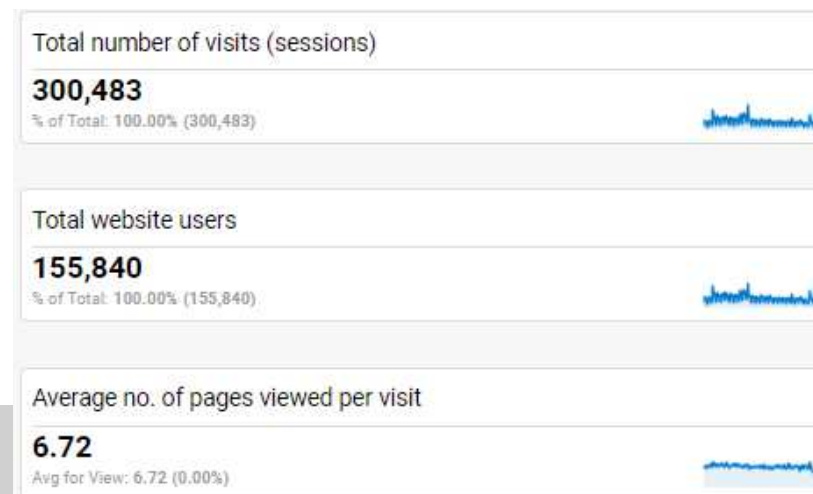 Total number of visits (sessions)
300,483
% of Total: 100.00% (300,483)
Total website users
155,840
% of Total: 100.00% (155,840)
Average no. of pages viewed per visit
6.72
Avg for View: 6.72 (0.00%)